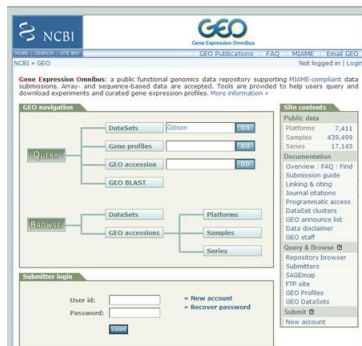 NCBI
GEO
Gene Expression Omnibus
HOME | SEARCH | SITE MAP
GEO Publications FAQ MIAME Email GEO
NCBI » GEO
Not logged in | Login
Gene Expression Omnibus: a public functional genomics data repository supporting MIAME-compliant data
submissions. Array- and sequence-based data are accepted. Tools are provided to help users query and
download experiments and curated gene expression profiles. More information »
GEO navigation
QUERY
DataSets
Gibson
GO
Gene profiles
GO
GEO accession
GO
GEO BLAST
BROWSE
DataSets
GEO accessions
Platforms
Samples
Series
Submitter login
User id:
Password:
LOGIN
» New account
» Recover password
Site contents
Public data
Platforms 7,411
Samples 439,499
Series 17,145
Documentation
Overview | FAQ | Find
Submission guide
Linking & citing
Journal citations
Programmatic access
DataSet clusters
GEO announce list
Data disclaimer
GEO staff
Query & Browse
Repository browser
Submitters
SAGEmap
FTP site
GEO Profiles
GEO DataSets
Submit
New account